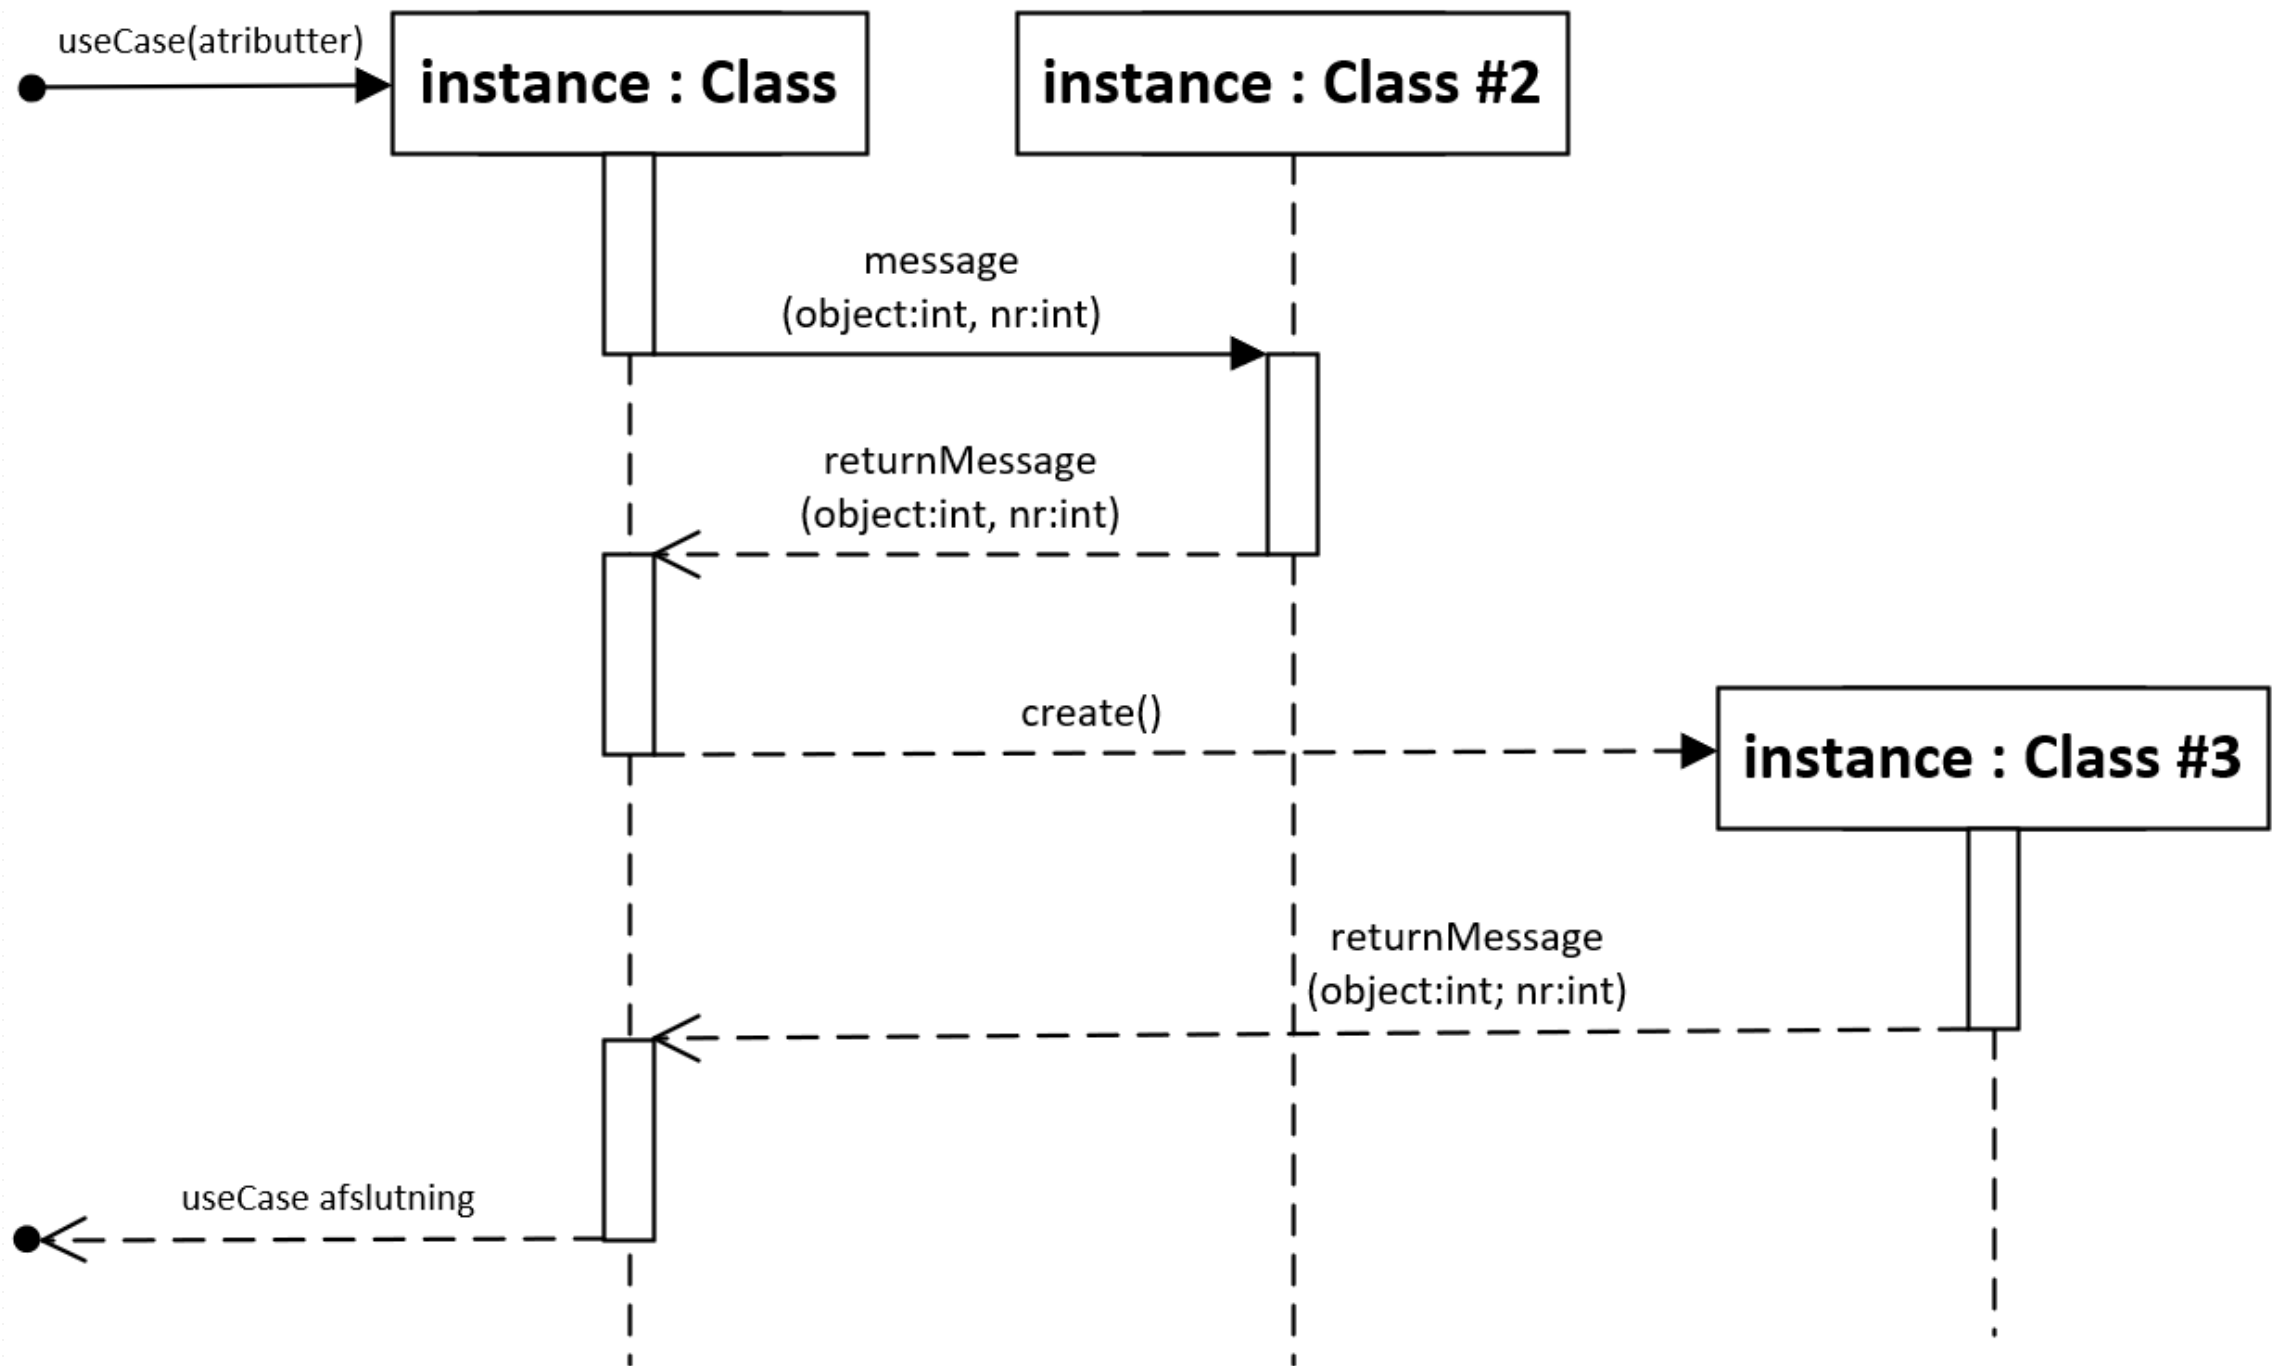 useCase(atributter)
instance : Class
instance : Class #2
message
(object:int, nr:int)
returnMessage
(object:int, nr:int)
create()
instance : Class #3
returnMessage
(object:int; nr:int)
useCase afslutning